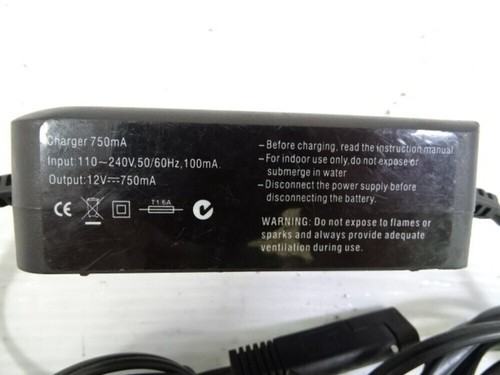 Charger 750mA
Input:110~240V,50/60Hz,100mA.
Output:12V⎓750mA
CE
T1.6A
–Before charging, read the instruction manual
–For indoor use only,do not expose or
submerge in water
–Disconnect the power supply before
disconnecting the battery.
WARNING: Do not expose to flames or
sparks and always provide adequate
ventilation during use.